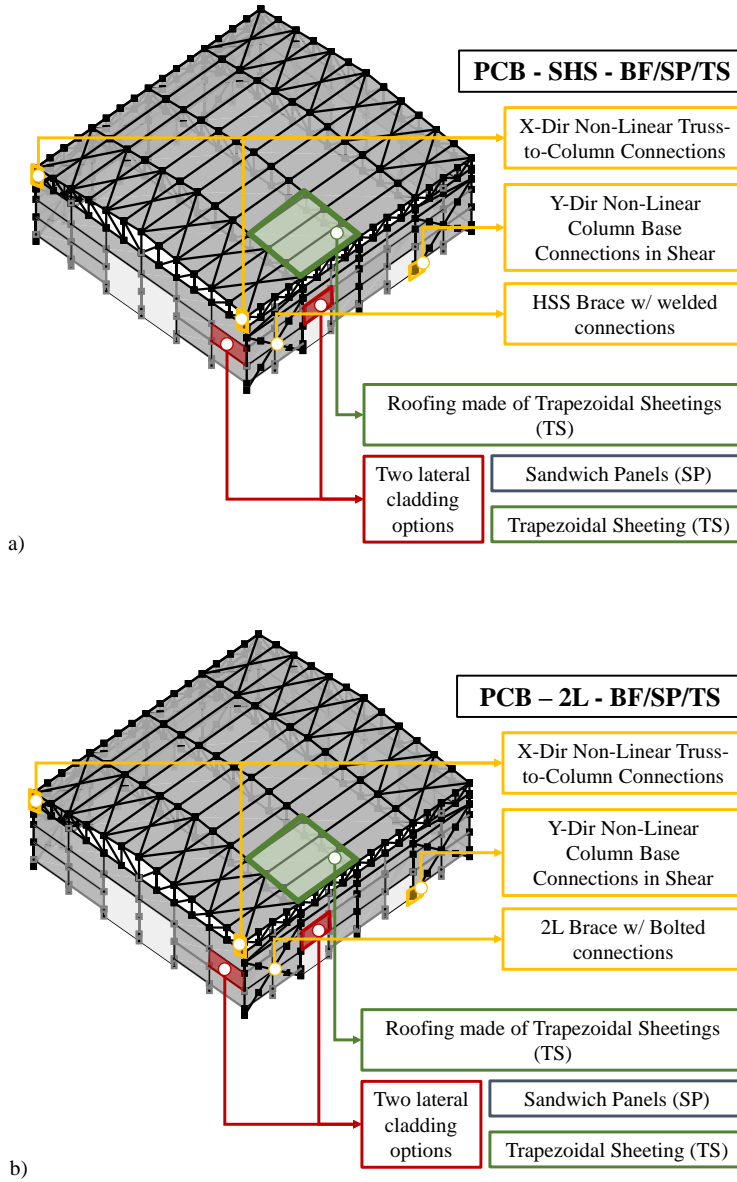 PCB - SHS - BF/SP/TS
X-Dir Non-Linear Truss-
to-Column Connections
Y-Dir Non-Linear
Column Base
Connections in Shear
HSS Brace w/ welded
connections
Roofing made of Trapezoidal Sheetings
(TS)
Two lateral
cladding
options
Sandwich Panels (SP)
Trapezoidal Sheeting (TS)
a)
PCB – 2L - BF/SP/TS
X-Dir Non-Linear Truss-
to-Column Connections
Y-Dir Non-Linear
Column Base
Connections in Shear
2L Brace w/ Bolted
connections
Roofing made of Trapezoidal Sheetings
(TS)
Two lateral
cladding
options
Sandwich Panels (SP)
Trapezoidal Sheeting (TS)
b)